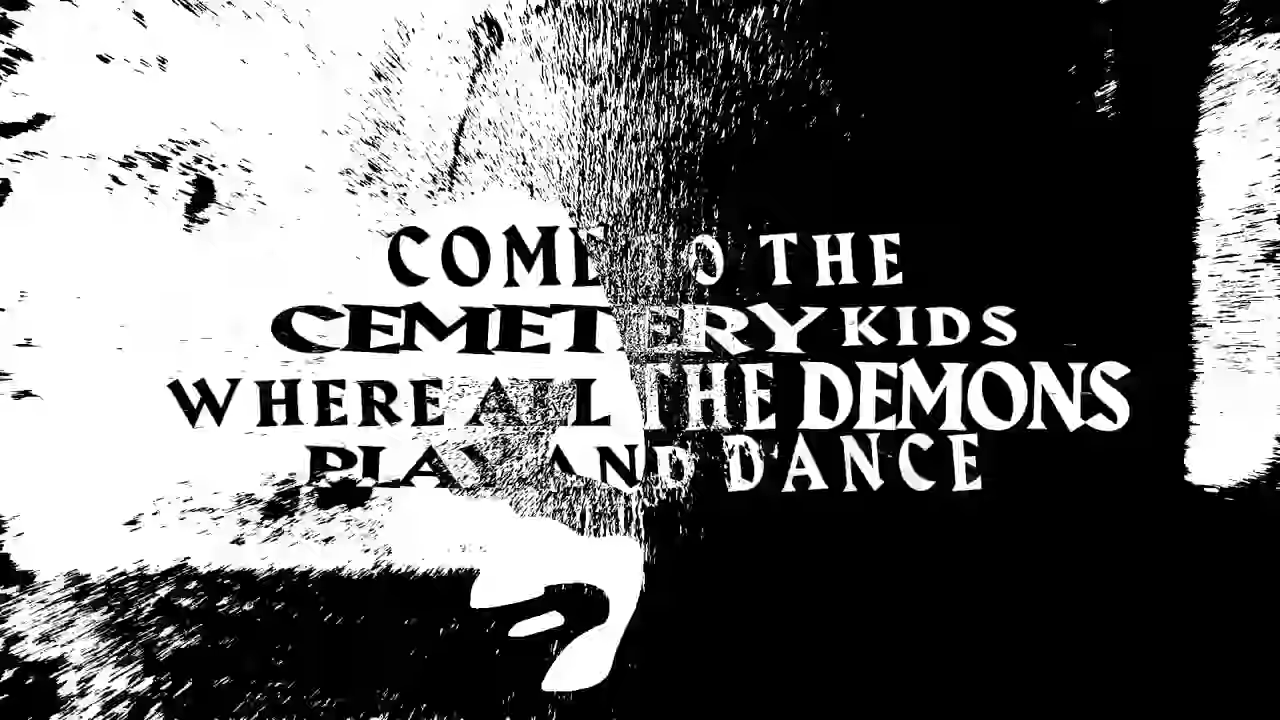 COME TO THE
CEMETERY KIDS
WHERE ALL THE DEMONS
PLAY AND DANCE